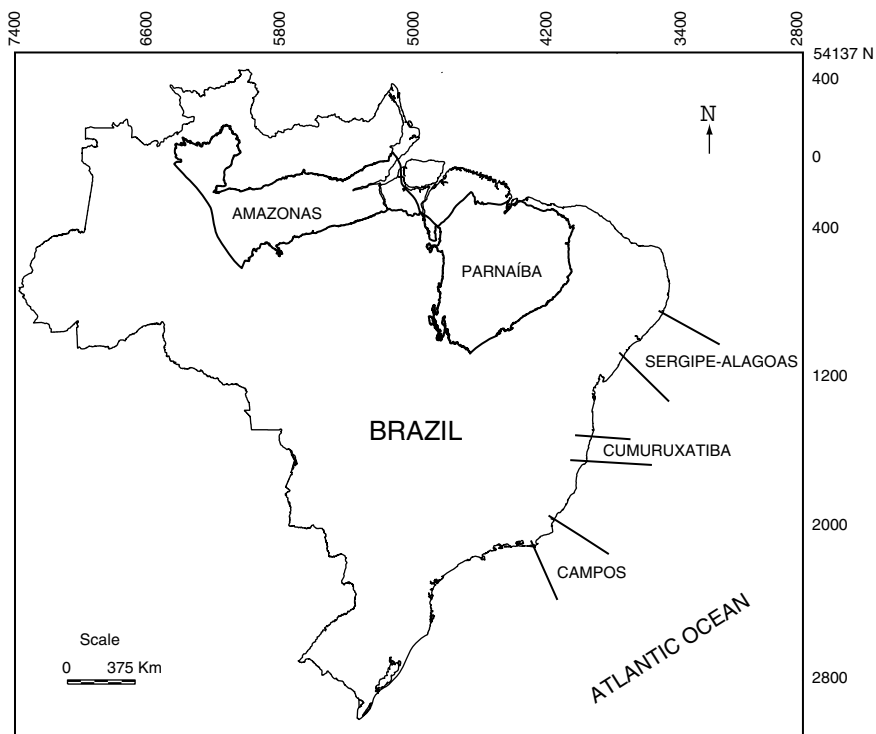 7400 6600 5800 5000 4200 3400 2800
54137 N
400
N
0
AMAZONAS
400
PARNAÍBA
SERGIPE-ALAGOAS
1200
BRAZIL
CUMURUXATIBA
2000
CAMPOS
ATLANTIC OCEAN
Scale
0 375 Km
2800